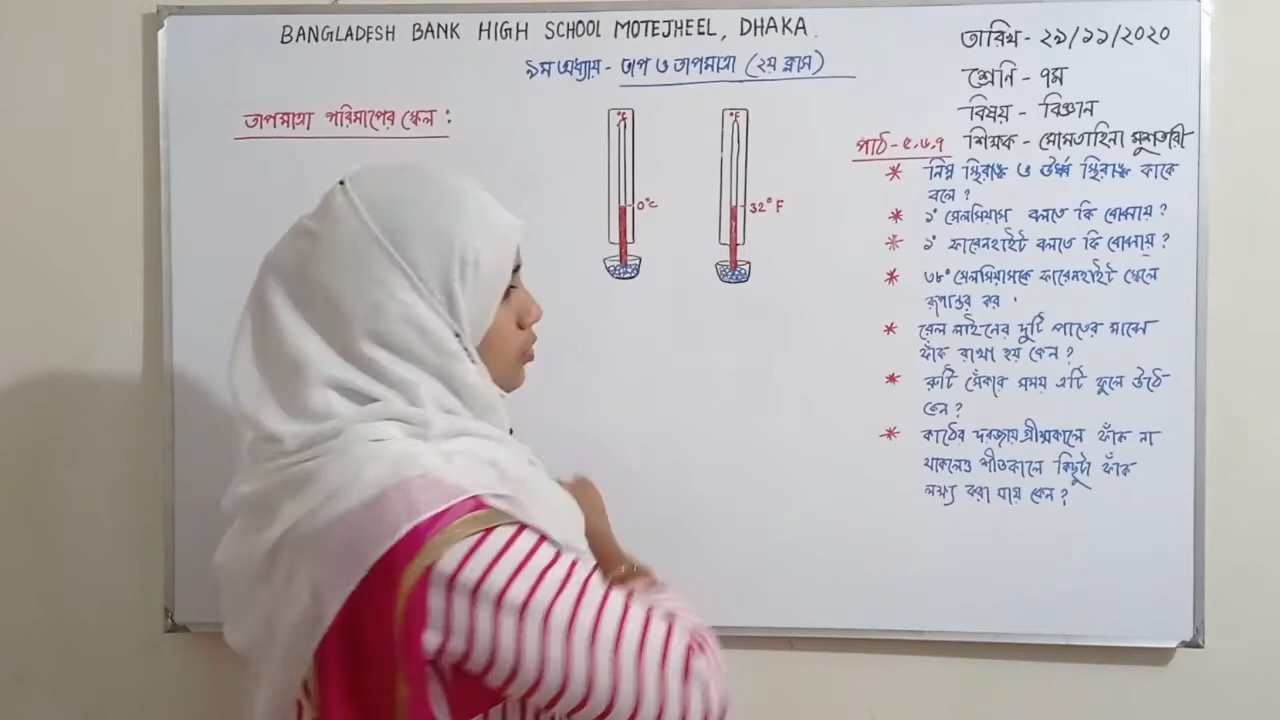 BANGLADESH BANK HIGH SCHOOL MOTEJHEEL, DHAKA.
৯ম অধ্যায় - তাপ ও তাপমাত্রা (২য় ক্লাস)
তারিখ - ২৯/১১/২০২০
শ্রেনি - ৭ম
বিষয় - বিজ্ঞান
শিক্ষক - মোমতাহিনা মুশতারী
তাপমাত্রা পরিমাপের স্কেল :
°C
0°C
°F
32° F
পাঠ - ৫,৬,৭
* নিম্ন স্থিরাঙ্ক ও ঊর্ধ্ব স্থিরাঙ্ক কাকে
বলে ?
* ১° সেলসিয়াস বলতে কি বোঝায় ?
* ১° ফারেনহাইট বলতে কি বোঝায় ?
* ৩৮° সেলসিয়াসকে ফারেনহাইট স্কেলে
রূপান্তর কর .
* রেল লাইনের দুটি পাতের মাঝে
ফাঁক রাখা হয় কেন ?
* রুটি সেঁকার সময় এটি ফুলে উঠে
কেন ?
* কাঠের দরজায় গ্রীষ্মকালে ফাঁক না
থাকলেও শীতকালে কিছুটা ফাঁক
লক্ষ্য করা যায় কেন ?